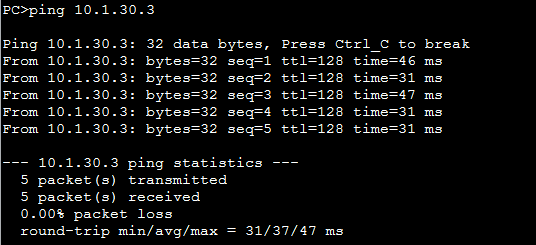 PC>ping 10.1.30.3
Ping 10.1.30.3: 32 data bytes, Press Ctrl_C to break
From 10.1.30.3: bytes=32 seq=1 ttl=128 time=46 ms
From 10.1.30.3: bytes=32 seq=2 ttl=128 time=31 ms
From 10.1.30.3: bytes=32 seq=3 ttl=128 time=47 ms
From 10.1.30.3: bytes=32 seq=4 ttl=128 time=31 ms
From 10.1.30.3: bytes=32 seq=5 ttl=128 time=31 ms
--- 10.1.30.3 ping statistics ---
5 packet(s) transmitted
5 packet(s) received
0.00% packet loss
round-trip min/avg/max = 31/37/47 ms